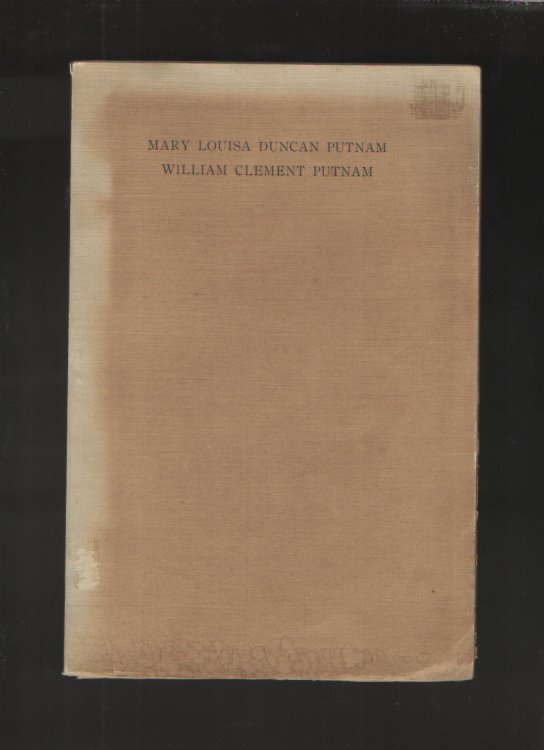 MARY LOUISA DUNCAN PUTNAM
WILLIAM CLEMENT PUTNAM